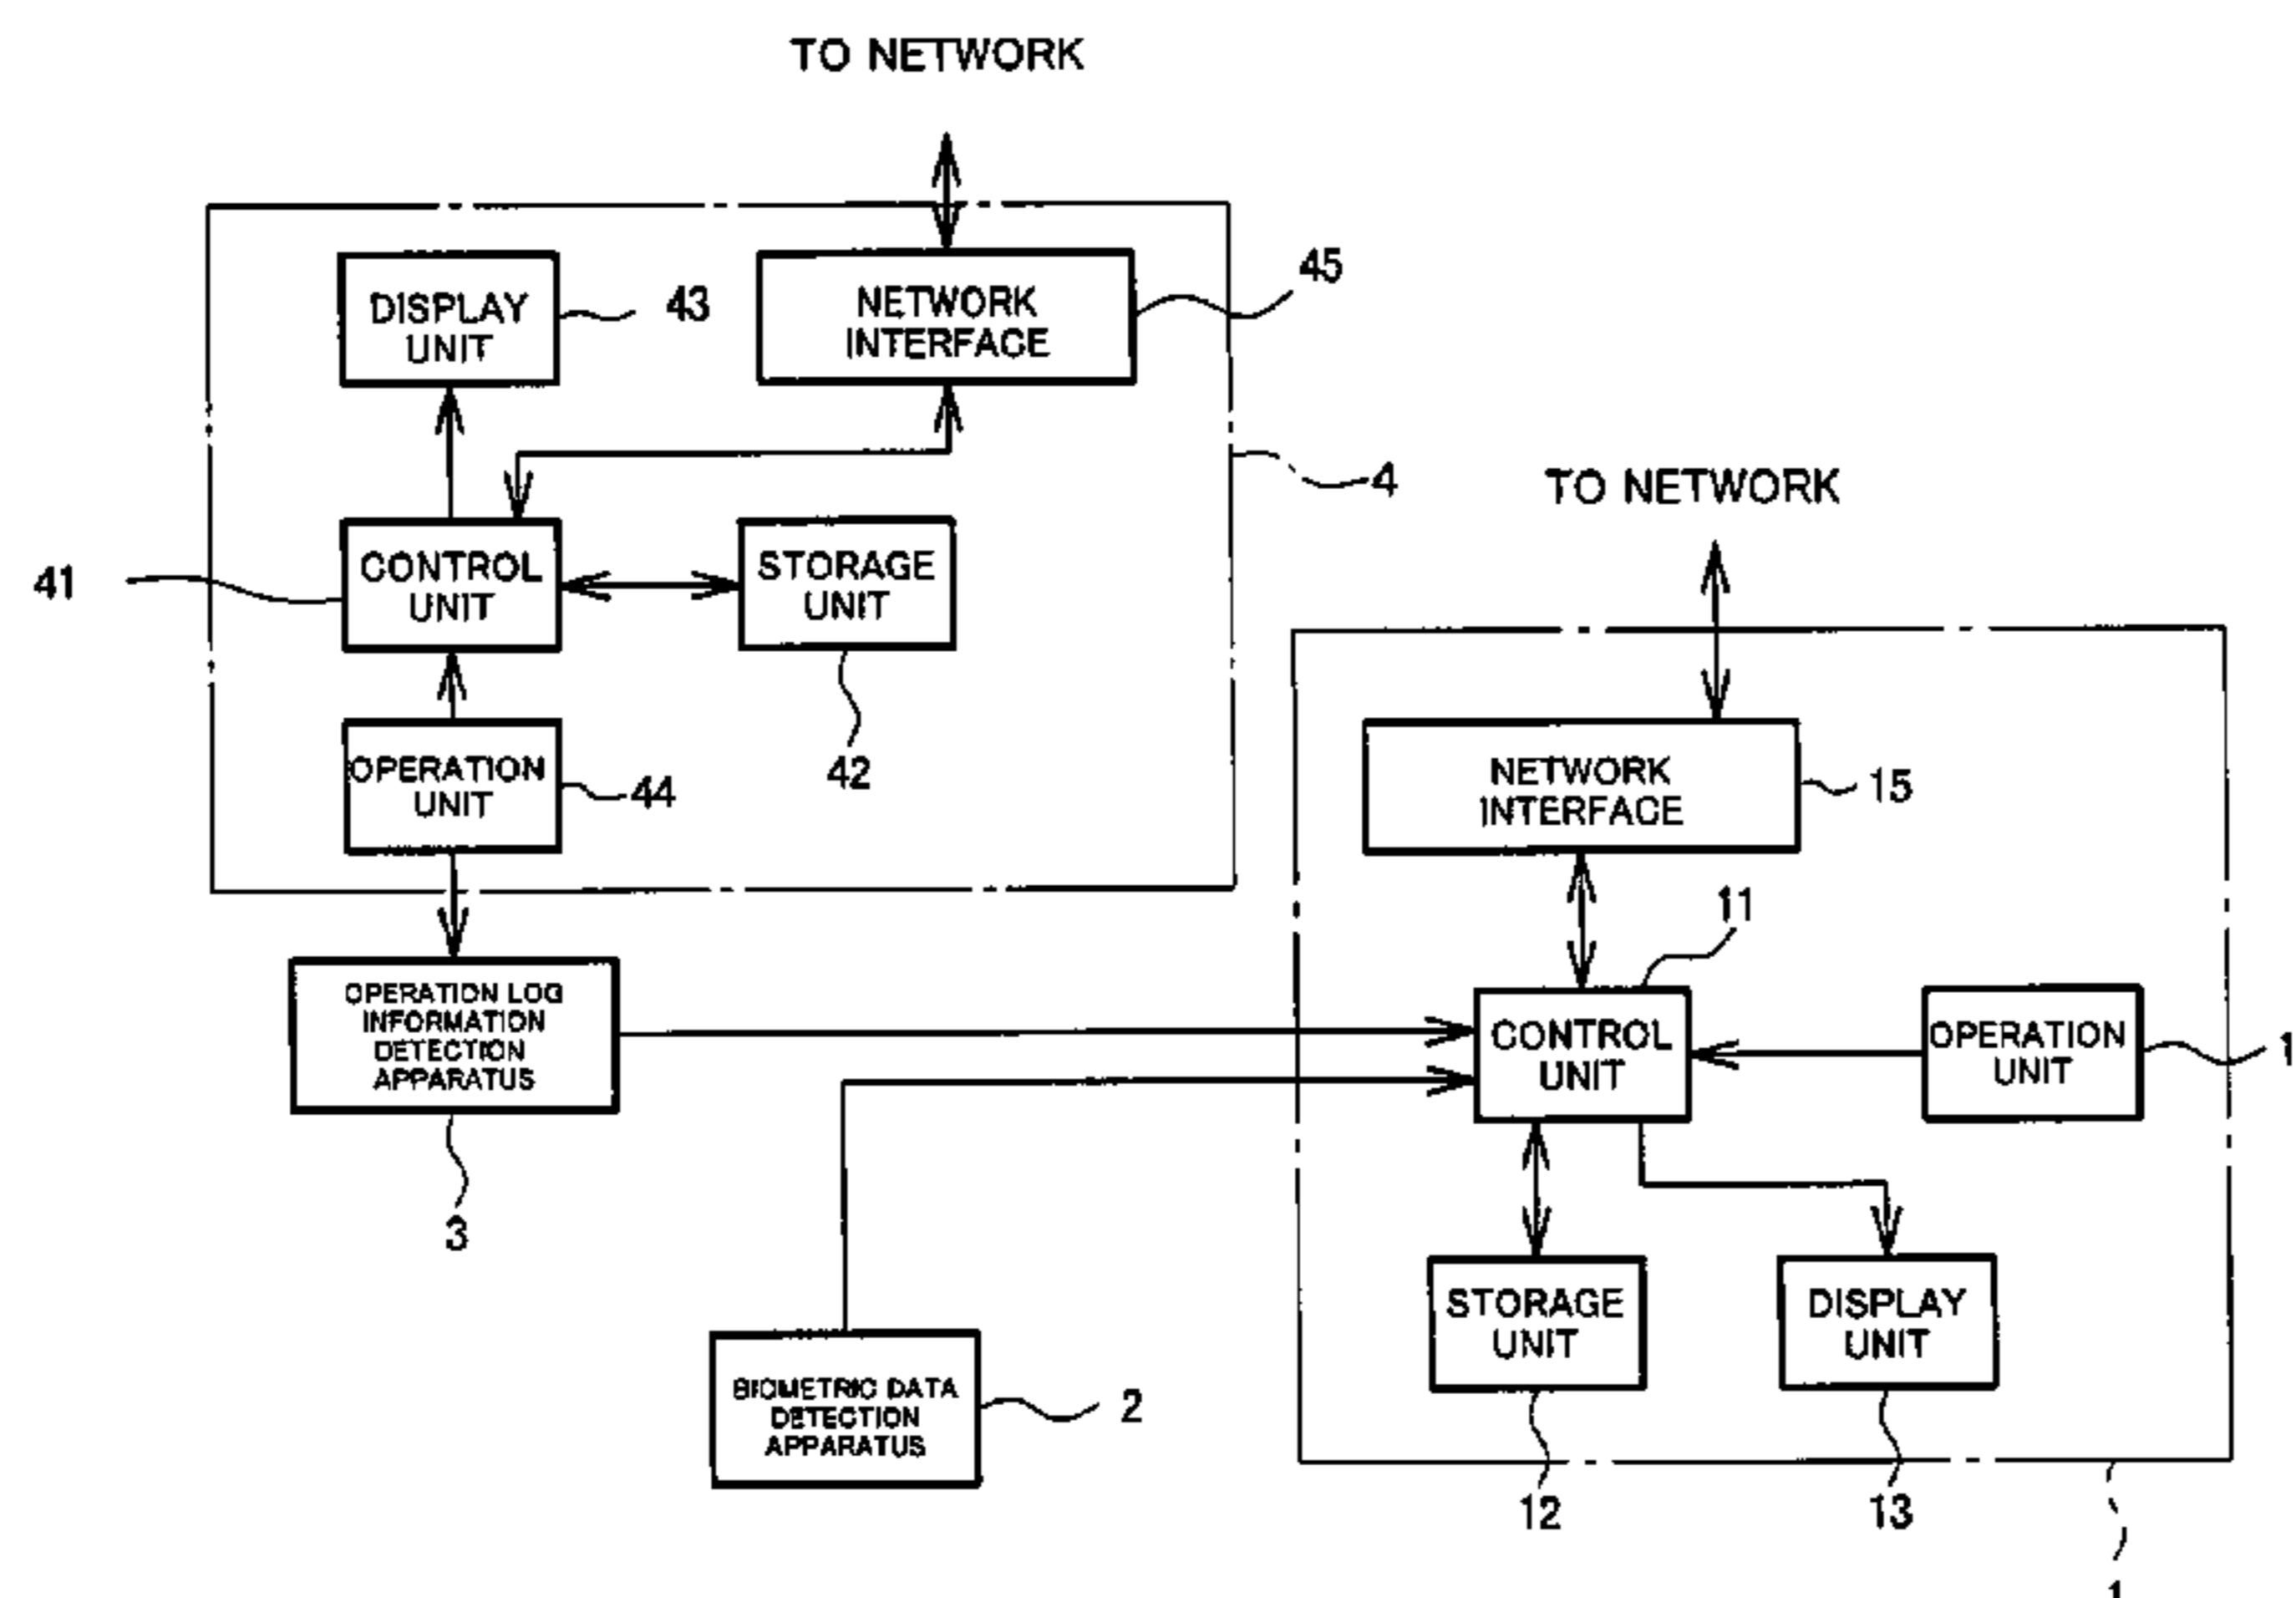 TO NETWORK
DISPLAY
UNIT
43
NETWORK
INTERFACE
45
4
TO NETWORK
41
CONTROL
UNIT
STORAGE
UNIT
42
OPERATION
UNIT
44
NETWORK
INTERFACE
15
11
OPERATION LOG
INFORMATION
DETECTION
APPARATUS
3
CONTROL
UNIT
OPERATION
UNIT
1
STORAGE
UNIT
12
DISPLAY
UNIT
13
BIOMETRIC DATA
DETECTION
APPARATUS
2